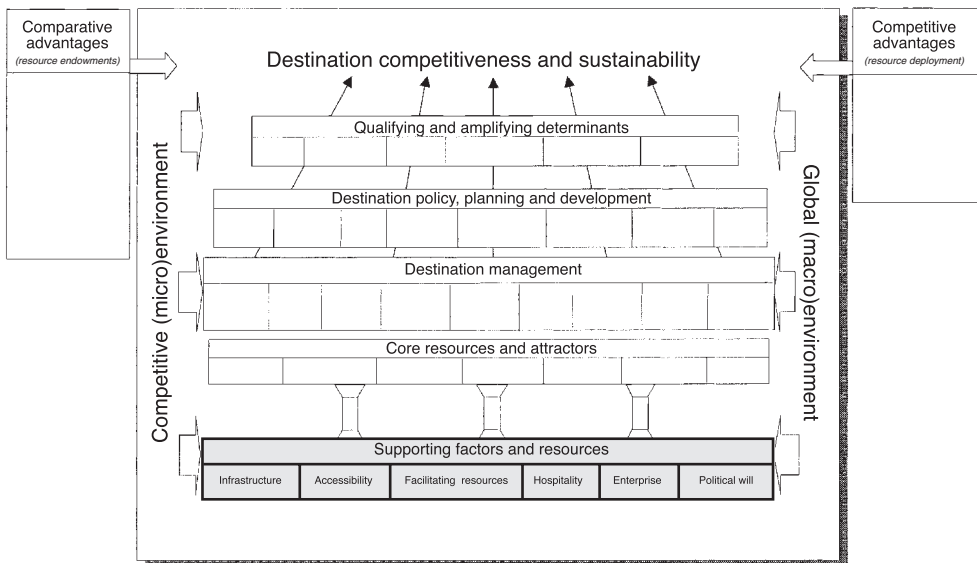 Comparative
advantages
(resource endowments)
Competitive
advantages
(resource deployment)
Destination competitiveness and sustainability
Qualifying and amplifying determinants
Destination policy, planning and development
Destination management
Core resources and attractors
Supporting factors and resources
Infrastructure
Accessibility
Facilitating resources
Hospitality
Enterprise
Political will
Competitive (micro)environment
Global (macro)environment